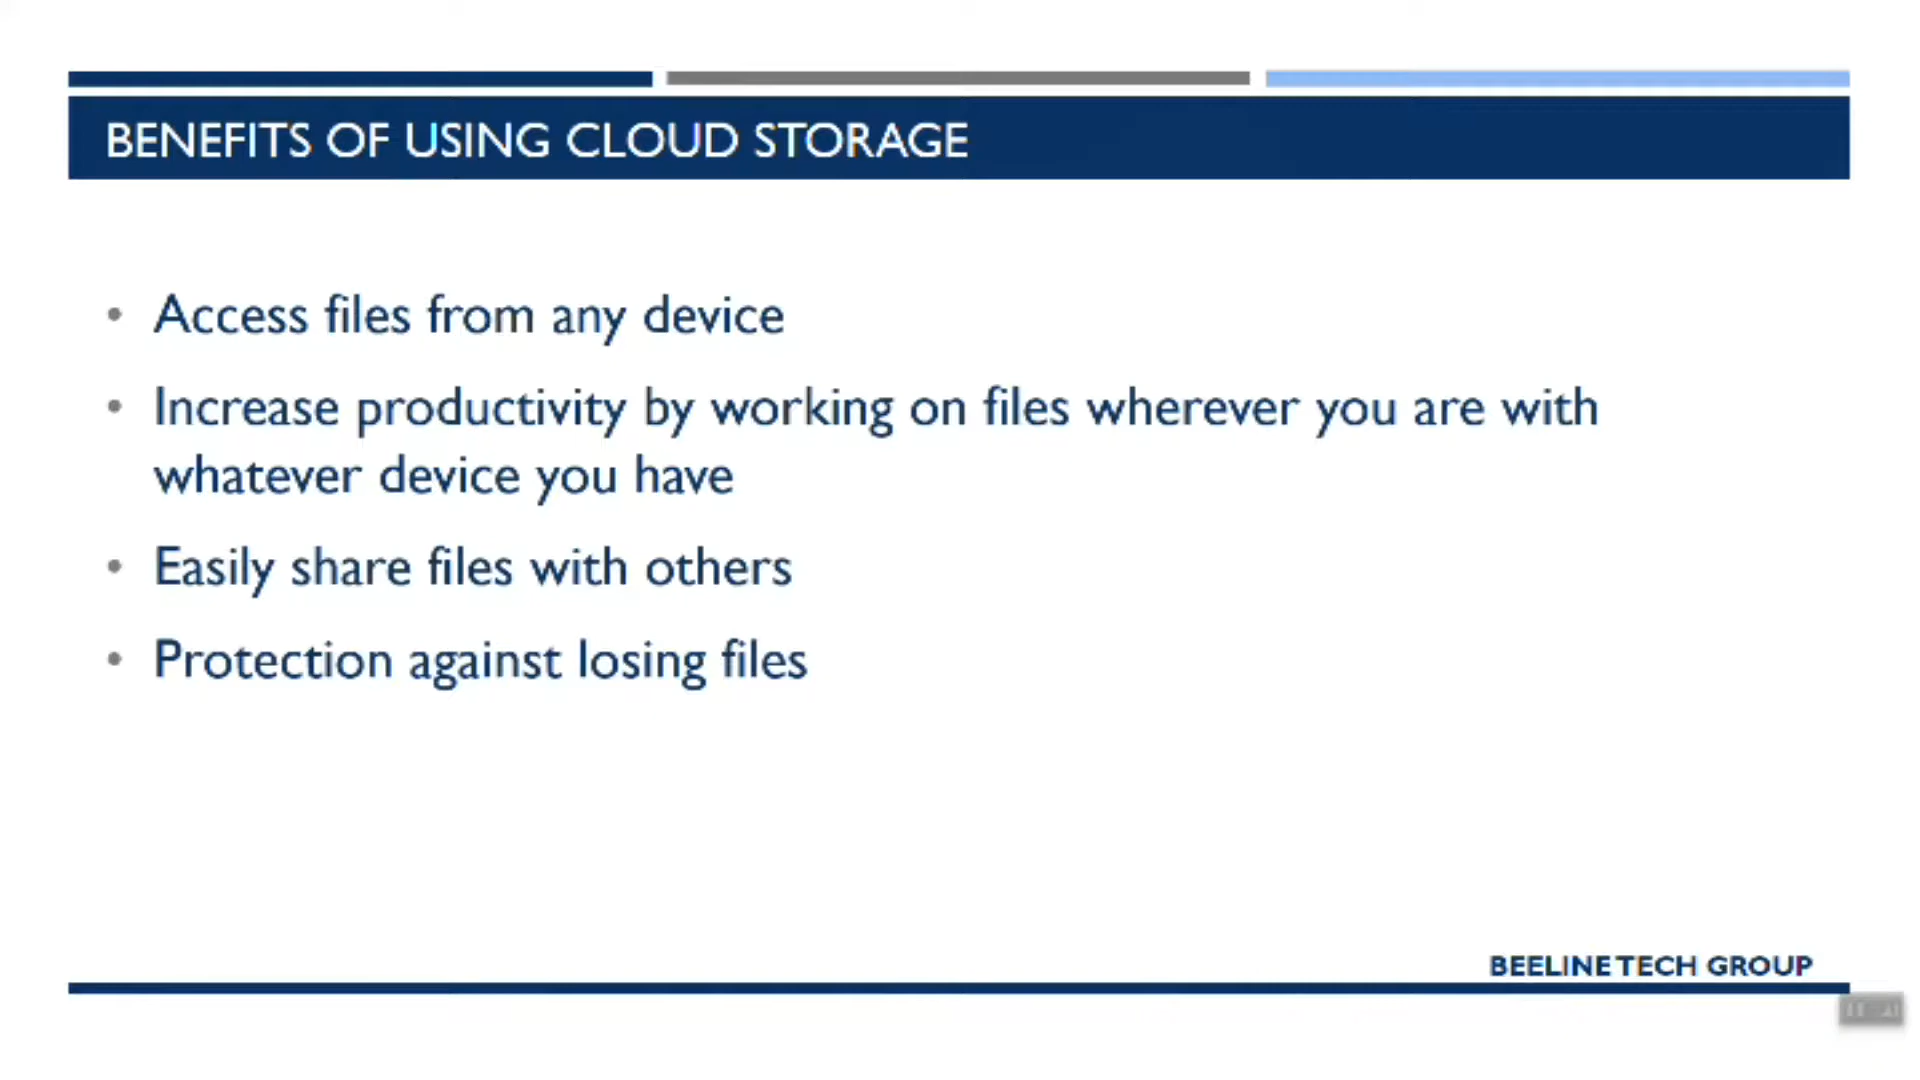 BENEFITS OF USING CLOUD STORAGE
• Access files from any device
• Increase productivity by working on files wherever you are with
whatever device you have
• Easily share files with others
• Protection against losing files
BEELINE TECH GROUP